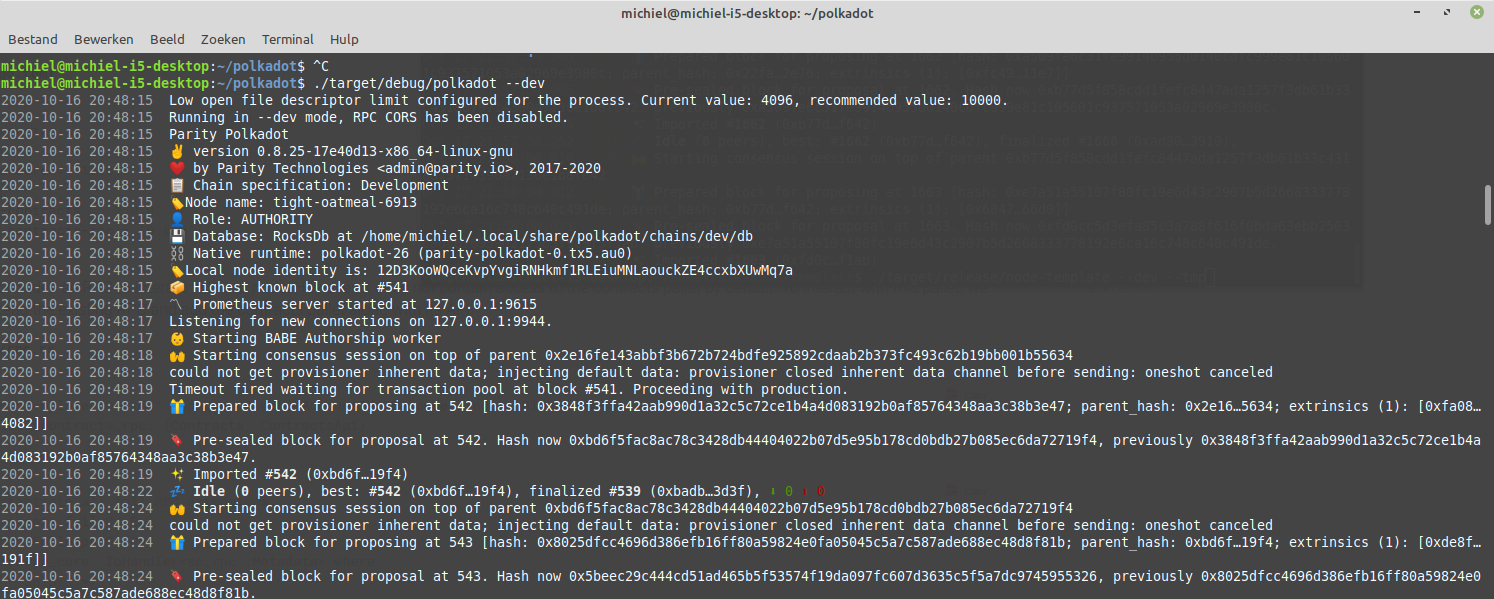 michiel@michiel-i5-desktop: ~/polkadot
Bestand Bewerken Beeld Zoeken Terminal Hulp
michiel@michiel-i5-desktop:~/polkadot$ ^C
michiel@michiel-i5-desktop:~/polkadot$ ./target/debug/polkadot --dev
2020-10-16 20:48:15 Low open file descriptor limit configured for the process. Current value: 4096, recommended value: 10000.
2020-10-16 20:48:15 Running in --dev mode, RPC CORS has been disabled.
2020-10-16 20:48:15 Parity Polkadot
2020-10-16 20:48:15 ✌️ version 0.8.25-17e40d13-x86_64-linux-gnu
2020-10-16 20:48:15 ❤️ by Parity Technologies <admin@parity.io>, 2017-2020
2020-10-16 20:48:15 📋 Chain specification: Development
2020-10-16 20:48:15 🏷Node name: tight-oatmeal-6913
2020-10-16 20:48:15 👤 Role: AUTHORITY
2020-10-16 20:48:15 💾 Database: RocksDb at /home/michiel/.local/share/polkadot/chains/dev/db
2020-10-16 20:48:15 ⛓ Native runtime: polkadot-26 (parity-polkadot-0.tx5.au0)
2020-10-16 20:48:15 🏷Local node identity is: 12D3KooWQceKvpYvgiRNHkmf1RLEiuMNLaouckZE4ccxbXUwMq7a
2020-10-16 20:48:17 📦 Highest known block at #541
2020-10-16 20:48:17 〽️ Prometheus server started at 127.0.0.1:9615
2020-10-16 20:48:17 Listening for new connections on 127.0.0.1:9944.
2020-10-16 20:48:17 👶 Starting BABE Authorship worker
2020-10-16 20:48:18 🙌 Starting consensus session on top of parent 0x2e16fe143abbf3b672b724bdfe925892cdaab2b373fc493c62b19bb001b55634
2020-10-16 20:48:18 could not get provisioner inherent data; injecting default data: provisioner closed inherent data channel before sending: oneshot canceled
2020-10-16 20:48:19 Timeout fired waiting for transaction pool at block #541. Proceeding with production.
2020-10-16 20:48:19 🎁 Prepared block for proposing at 542 [hash: 0x3848f3ffa42aab990d1a32c5c72ce1b4a4d083192b0af85764348aa3c38b3e47; parent_hash: 0x2e16…5634; extrinsics (1): [0xfa08…
4082]]
2020-10-16 20:48:19 🔖 Pre-sealed block for proposal at 542. Hash now 0xbd6f5fac8ac78c3428db44404022b07d5e95b178cd0bdb27b085ec6da72719f4, previously 0x3848f3ffa42aab990d1a32c5c72ce1b4a
4d083192b0af85764348aa3c38b3e47.
2020-10-16 20:48:19 ✨ Imported #542 (0xbd6f…19f4)
2020-10-16 20:48:22 💤 Idle (0 peers), best: #542 (0xbd6f…19f4), finalized #539 (0xbadb…3d3f), ⬇ 0 ⬆ 0
2020-10-16 20:48:24 🙌 Starting consensus session on top of parent 0xbd6f5fac8ac78c3428db44404022b07d5e95b178cd0bdb27b085ec6da72719f4
2020-10-16 20:48:24 could not get provisioner inherent data; injecting default data: provisioner closed inherent data channel before sending: oneshot canceled
2020-10-16 20:48:24 🎁 Prepared block for proposing at 543 [hash: 0x8025dfcc4696d386efb16ff80a59824e0fa05045c5a7c587ade688ec48d8f81b; parent_hash: 0xbd6f…19f4; extrinsics (1): [0xde8f…
191f]]
2020-10-16 20:48:24 🔖 Pre-sealed block for proposal at 543. Hash now 0x5beec29c444cd51ad465b5f53574f19da097fc607d3635c5f5a7dc9745955326, previously 0x8025dfcc4696d386efb16ff80a59824e0
fa05045c5a7c587ade688ec48d8f81b.